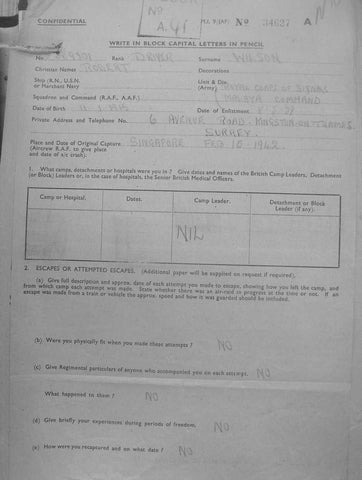 CONFIDENTIAL
No
A.41
M.I. 9/JAP/ No 34627 A
WRITE IN BLOCK CAPITAL LETTERS IN PENCIL
No. Rank DRIVER Surname WILSON
Christian Names ROBERT Decorations
Ship (R.N., U.S.N. or Merchant Navy Unit & Div. (Army) ROYAL CORPS OF SIGNALS
Squadron and Command (R.A.F., A.A.F.) MALAYA COMMAND
Date of Birth Date of Enlistment
Private Address and Telephone No. 6 AVENUE ROAD. KINGSTON-ON-THAMES
SURREY.
Place and Date of Original Capture SINGAPORE FEB 15 1942
(Aircrew R.A.F. to give place
and date of a/c crash).
1. What camps, detachments or hospitals were you in ? Give dates and names of the British Camp Leaders, Detachment
(or Block) Leaders or, in the case of hospitals, the Senior British Medical Officers.
Camp or Hospital. Dates. Camp Leader. Detachment or Block
Leader (if any).
NIL
2. ESCAPES OR ATTEMPTED ESCAPES. (Additional paper will be supplied on request if required).
(a) Give full description and approx. date of each attempt you made to escape, showing how you left the camp, and
from which camp each attempt was made. State whether there was an air-raid in progress at the time or not. If an
escape was made from a train or vehicle the approx. speed and how it was guarded should be included.
(b) Were you physically fit when you made these attempts ? NO
(c) Give Regimental particulars of anyone who accompanied you on each attempt. NO
What happened to them ? NO
(d) Give briefly your experiences during periods of freedom. NO
(e) How were you recaptured and on what date ? NO